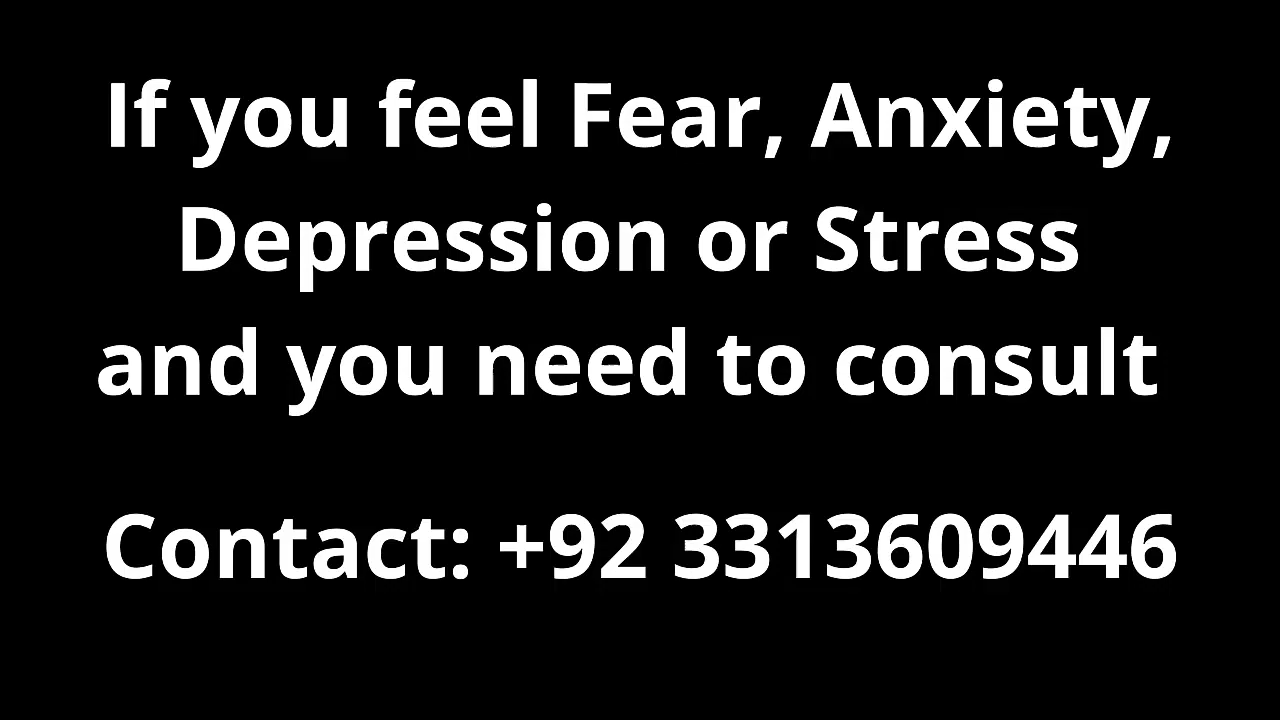 If you feel Fear, Anxiety,
Depression or Stress
and you need to consult
Contact: +92 3313609446